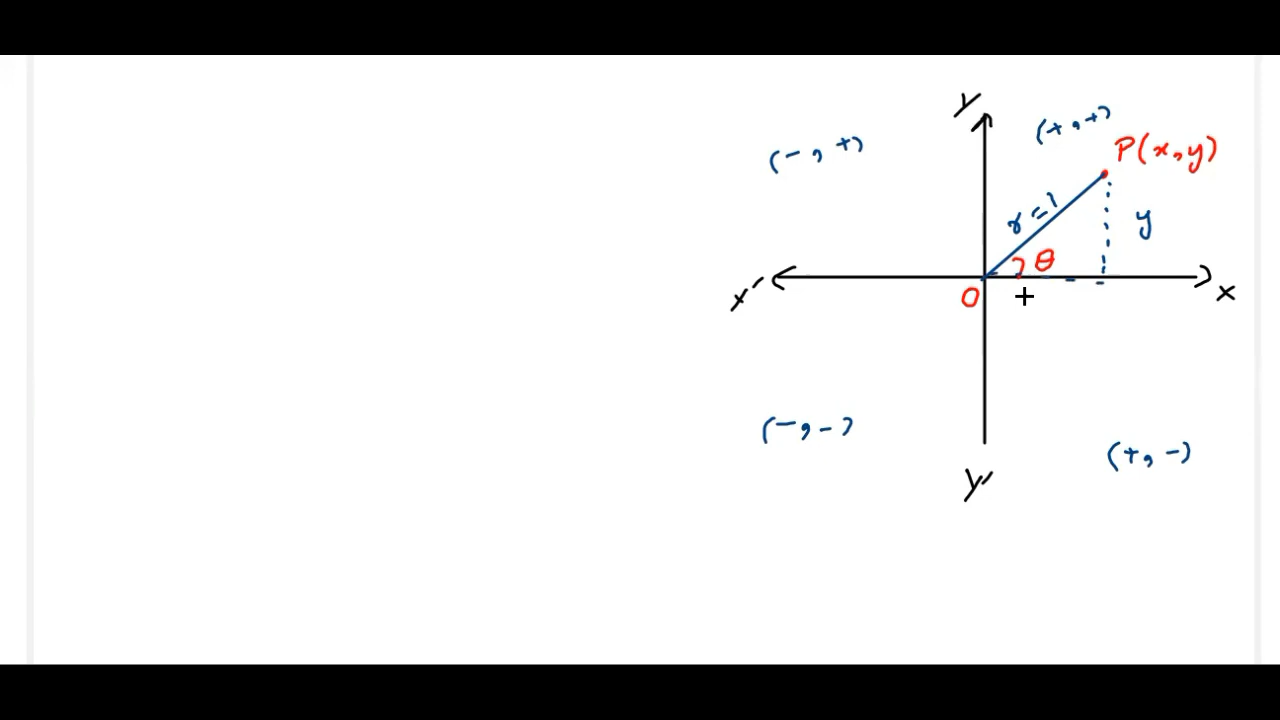 y
(+,+)
(-,+)
P(x,y)
r=1
y
θ
x'
O
x
(-,-)
(+,-)
y'